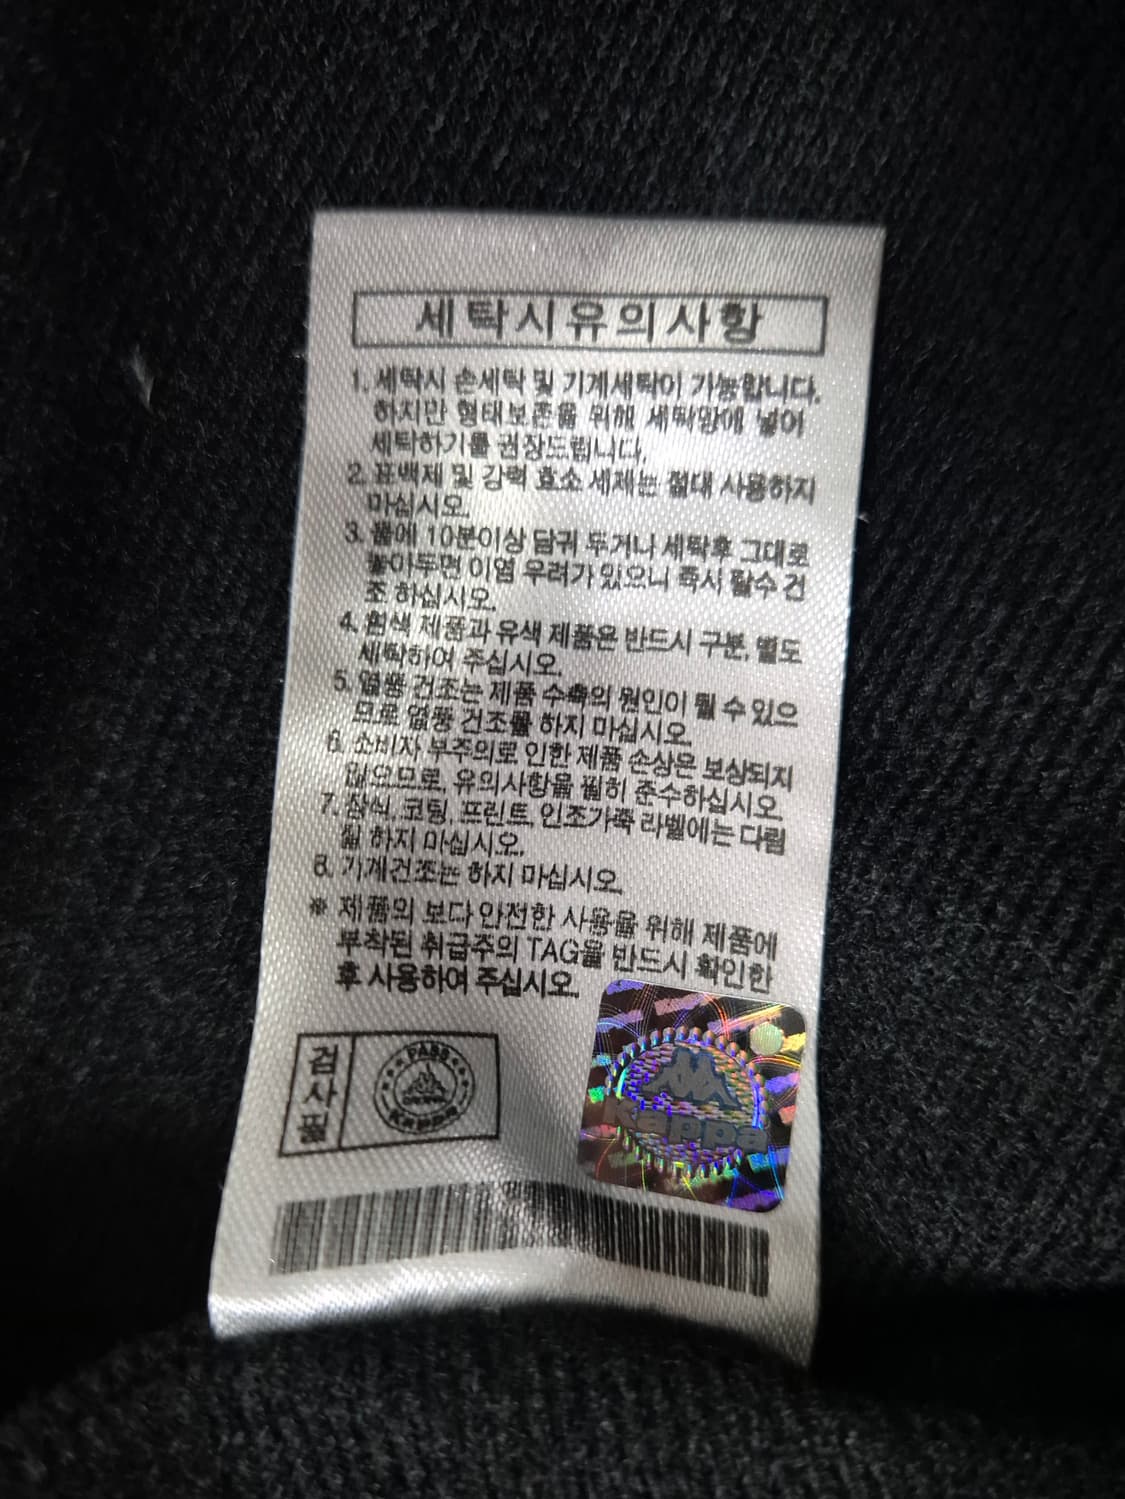 세탁시유의사항
1. 세탁시 손세탁 및 기계세탁이 가능합니다.
하지만 형태보존을 위해 세탁망에 넣어
세탁하기를 권장드립니다.
2. 표백제 및 강력 효소 세제는 절대 사용하지
마십시오.
3. 물에 10분이상 담궈 두거나 세탁후 그대로
놓아두면 이염 우려가 있으니 즉시 탈수 건
조 하십시오.
4. 흰색 제품과 유색 제품은 반드시 구분, 별도
세탁하여 주십시오.
5. 열풍 건조는 제품 수축의 원인이 될 수 있으
므로 열풍 건조를 하지 마십시오.
6. 소비자 부주의로 인한 제품 손상은 보상되지
않으므로, 유의사항을 필히 준수하십시오.
7. 장식, 코팅, 프린트, 인조가죽 라벨에는 다림
질 하지 마십시오.
8. 기계건조는 하지 마십시오.
※ 제품의 보다 안전한 사용을 위해 제품에
부착된 취급주의 TAG을 반드시 확인한
후 사용하여 주십시오.
검사필
PASS
Kappa
Kappa